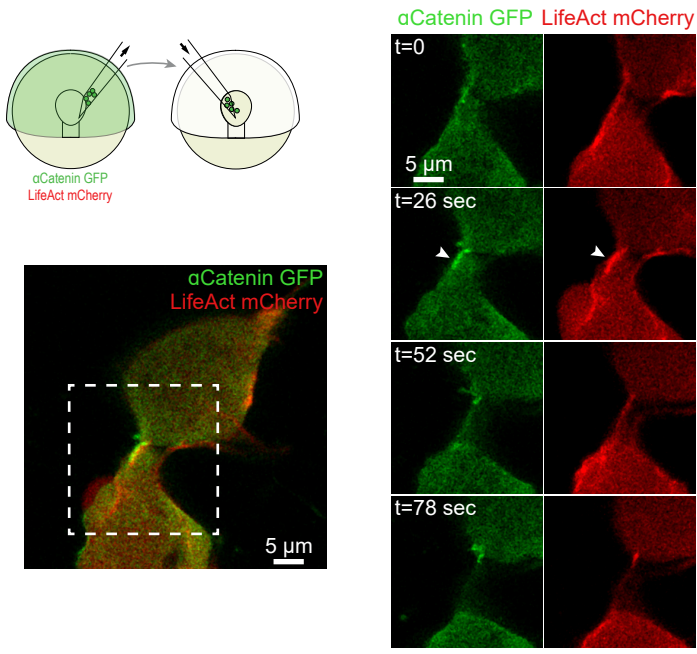 αCatenin GFP
LifeAct mCherry
αCatenin GFP
LifeAct mCherry
5 µm
αCatenin GFP LifeAct mCherry
t=0
5 µm
t=26 sec
t=52 sec
t=78 sec